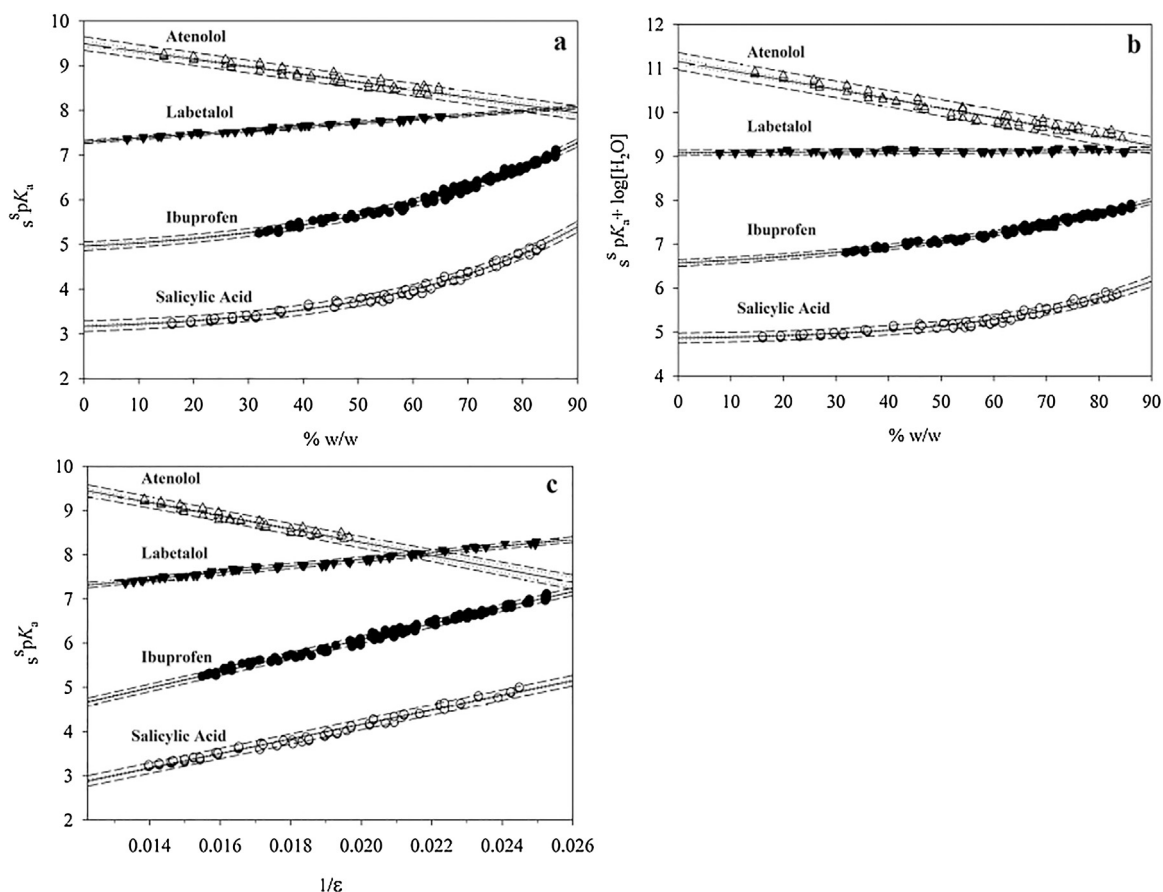 a
10
9
8
7
6
5
4
3
2
s
s pKa
Atenolol
Labetalol
Ibuprofen
Salicylic Acid
0 10 20 30 40 50 60 70 80 90
% w/w
b
12
11
10
9
8
7
6
5
4
s
s pKa + log[H2O]
Atenolol
Labetalol
Ibuprofen
Salicylic Acid
0 10 20 30 40 50 60 70 80 90
% w/w
c
10
9
8
7
6
5
4
3
2
s
s pKa
Atenolol
Labetalol
Ibuprofen
Salicylic Acid
0.014 0.016 0.018 0.020 0.022 0.024 0.026
1/ε